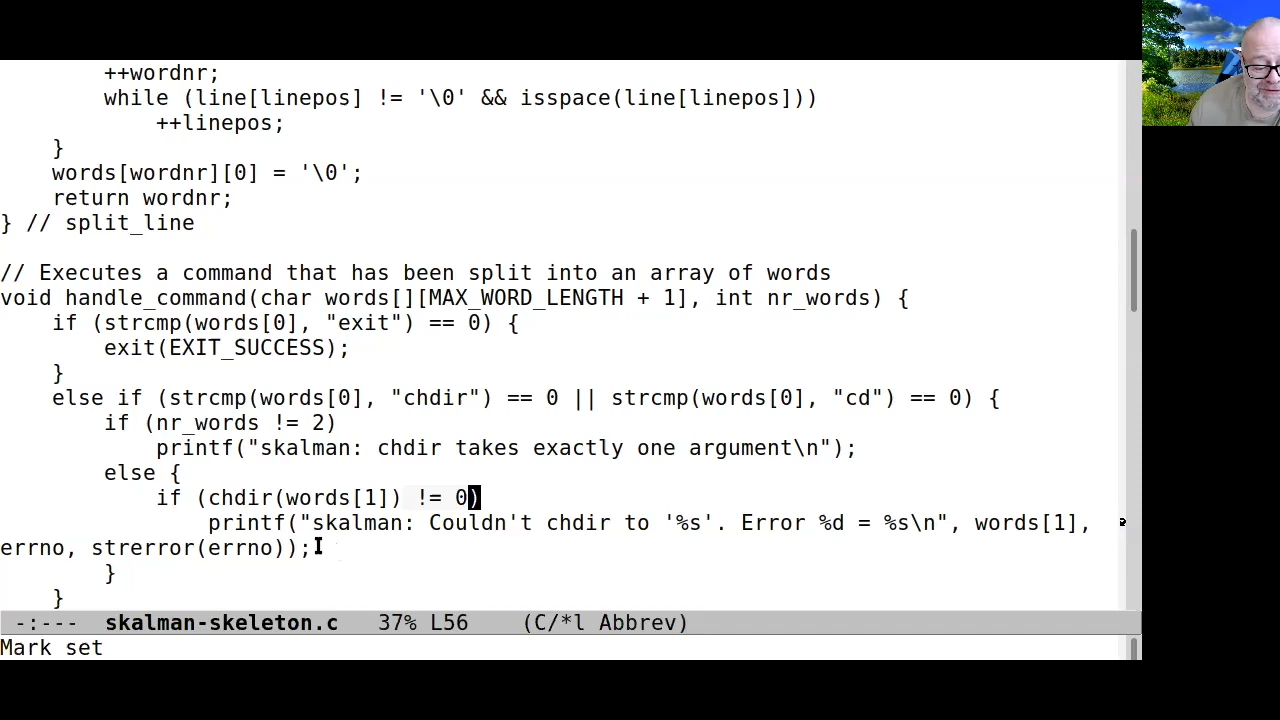 ++wordnr;
        while (line[linepos] != '\0' && isspace(line[linepos]))
            ++linepos;
    }
    words[wordnr][0] = '\0';
    return wordnr;
} // split_line

// Executes a command that has been split into an array of words
void handle_command(char words[][MAX_WORD_LENGTH + 1], int nr_words) {
    if (strcmp(words[0], "exit") == 0) {
        exit(EXIT_SUCCESS);
    }
    else if (strcmp(words[0], "chdir") == 0 || strcmp(words[0], "cd") == 0) {
        if (nr_words != 2)
            printf("skalman: chdir takes exactly one argument\n");
        else {
            if (chdir(words[1]) != 0)
                printf("skalman: Couldn't chdir to '%s'. Error %d = %s\n", words[1],
errno, strerror(errno));
        }
    }
-:--- skalman-skeleton.c 37% L56 (C/*l Abbrev)
Mark set